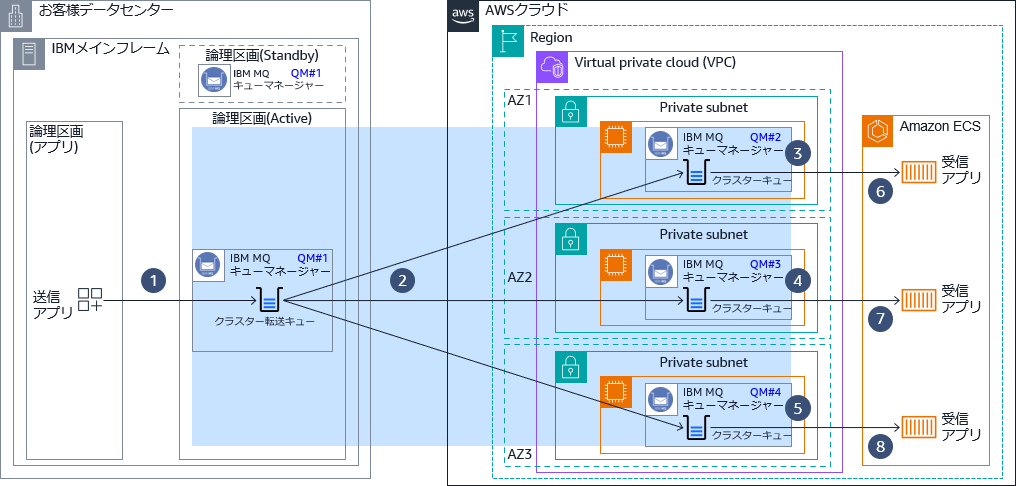 お客様データセンター
IBMメインフレーム
論理区画(Standby)
IBM MQ QM#1
キューマネージャー
論理区画
(アプリ)
論理区画(Active)
IBM MQ QM#1
キューマネージャー
クラスター転送キュー
送信
アプリ
1
2
aws
AWSクラウド
Region
Virtual private cloud (VPC)
AZ1
Private subnet
IBM MQ QM#2
キューマネージャー
クラスターキュー
3
AZ2
Private subnet
IBM MQ QM#3
キューマネージャー
クラスターキュー
4
AZ3
Private subnet
IBM MQ QM#4
キューマネージャー
クラスターキュー
5
Amazon ECS
受信
アプリ
6
受信
アプリ
7
受信
アプリ
8